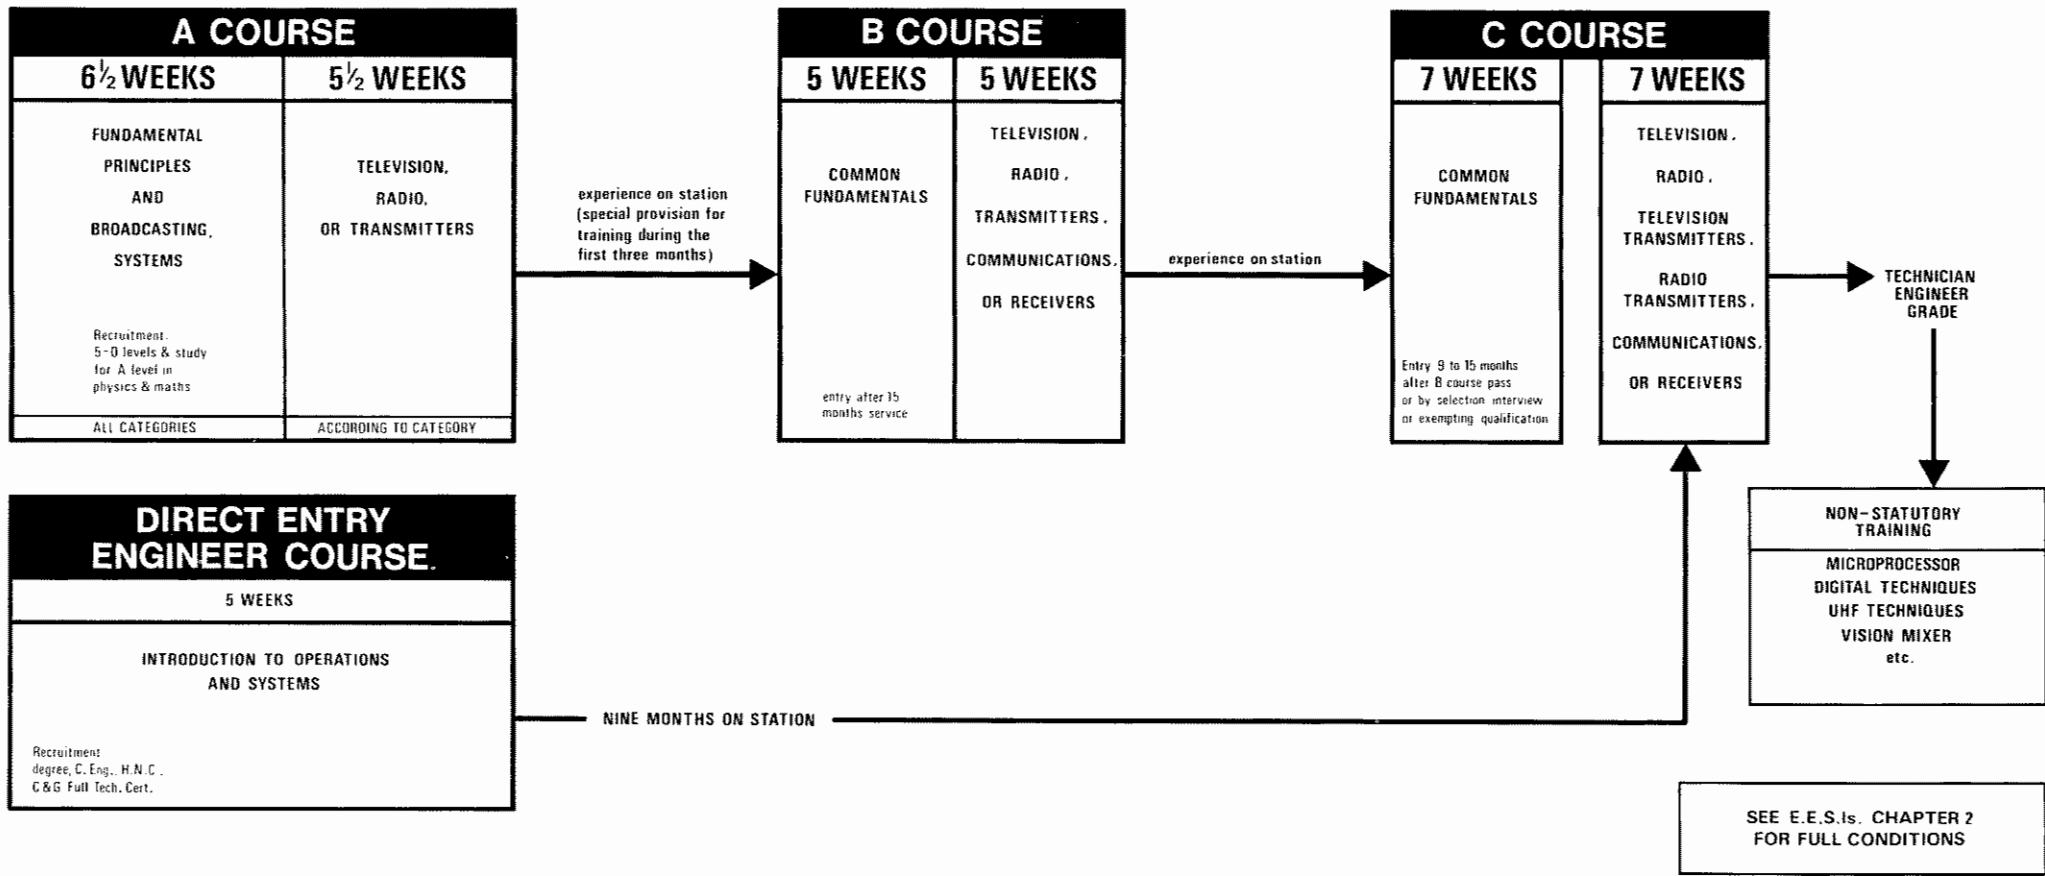 A COURSE
6½ WEEKS
FUNDAMENTAL
PRINCIPLES
AND
BROADCASTING,
SYSTEMS
Recruitment.
5-O levels & study
for A level in
physics & maths
ALL CATEGORIES
5½ WEEKS
TELEVISION,
RADIO,
OR TRANSMITTERS
ACCORDING TO CATEGORY
experience on station
(special provision for
training during the
first three months)
B COURSE
5 WEEKS
COMMON
FUNDAMENTALS
entry after 15
months service
5 WEEKS
TELEVISION,
RADIO,
TRANSMITTERS,
COMMUNICATIONS,
OR RECEIVERS
experience on station
C COURSE
7 WEEKS
COMMON
FUNDAMENTALS
Entry 9 to 15 months
after B course pass
or by selection interview
or exempting qualification
7 WEEKS
TELEVISION,
RADIO,
TELEVISION
TRANSMITTERS,
RADIO
TRANSMITTERS,
COMMUNICATIONS,
OR RECEIVERS
TECHNICIAN
ENGINEER
GRADE
NON-STATUTORY
TRAINING
MICROPROCESSOR
DIGITAL TECHNIQUES
UHF TECHNIQUES
VISION MIXER
etc.
DIRECT ENTRY
ENGINEER COURSE.
5 WEEKS
INTRODUCTION TO OPERATIONS
AND SYSTEMS
Recruitment
degree, C. Eng., H.N.C.
C & G Full Tech. Cert.
NINE MONTHS ON STATION
SEE E.E.S.Is. CHAPTER 2
FOR FULL CONDITIONS